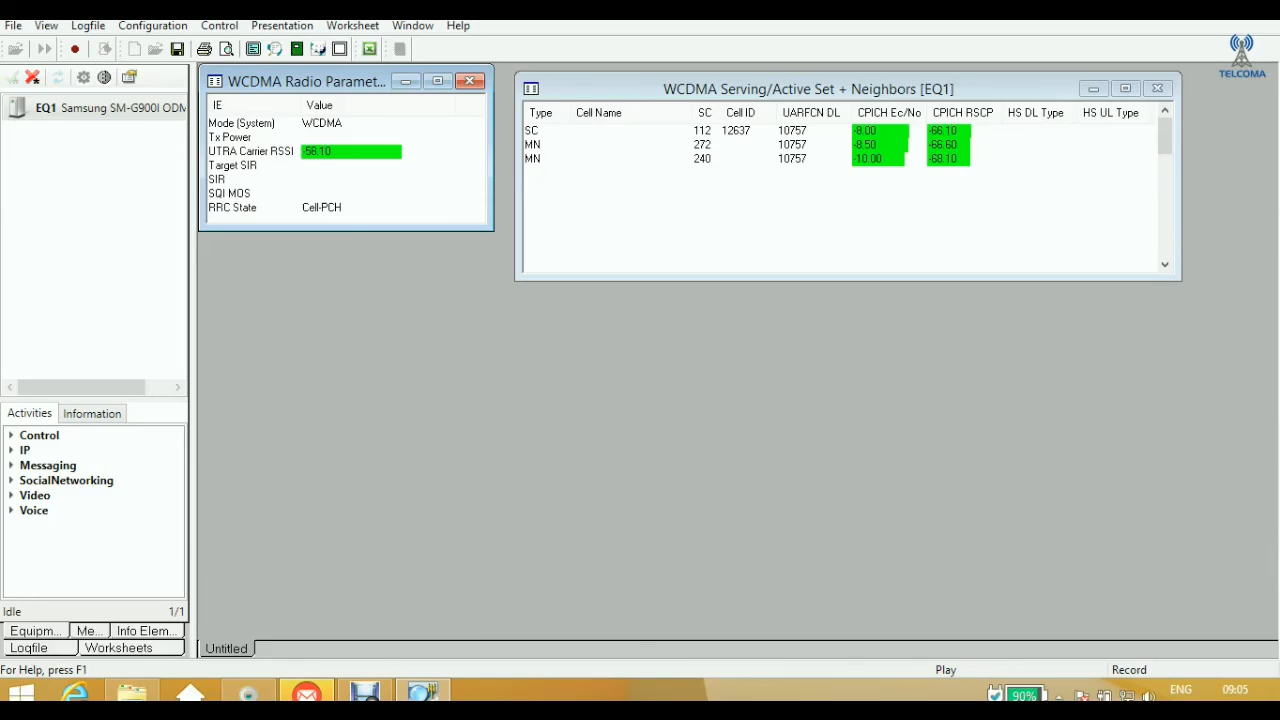 File View Logfile Configuration Control Presentation Worksheet Window Help
TELCOMA
EQ1 Samsung SM-G900I ODM
WCDMA Radio Paramet...
IE Value
Mode (System) WCDMA
Tx Power
UTRA Carrier RSSI -58.10
Target SIR
SIR
SQI MOS
RRC State Cell-PCH
WCDMA Serving/Active Set + Neighbors [EQ1]
Type Cell Name SC Cell ID UARFCN DL CPICH Ec/No CPICH RSCP HS DL Type HS UL Type
SC 112 12637 10757 -8.00 -66.10
MN 272 10757 -8.50 -66.60
MN 240 10757 -10.00 -68.10
Activities Information
Control
IP
Messaging
SocialNetworking
Video
Voice
Idle 1/1
Equipm... Me... Info Elem...
Logfile Worksheets
Untitled
For Help, press F1 Play Record
90% ENG 09:05